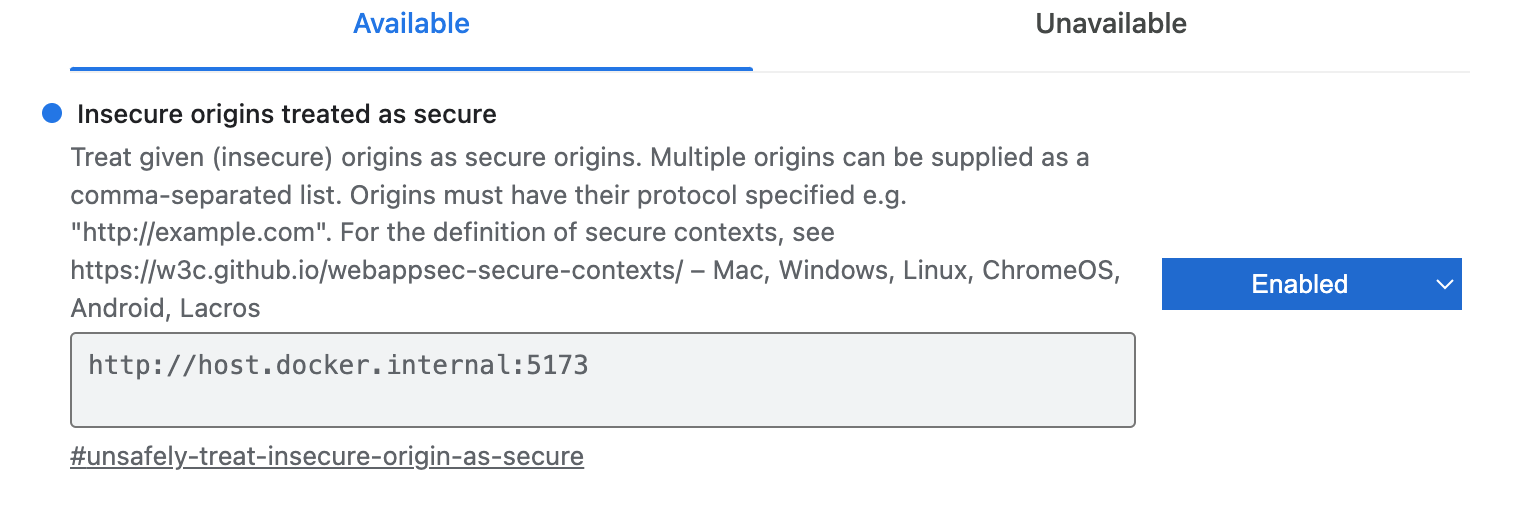 Available
Unavailable
Insecure origins treated as secure
Treat given (insecure) origins as secure origins. Multiple origins can be supplied as a
comma-separated list. Origins must have their protocol specified e.g.
"http://example.com". For the definition of secure contexts, see
https://w3c.github.io/webappsec-secure-contexts/ – Mac, Windows, Linux, ChromeOS,
Android, Lacros
Enabled
http://host.docker.internal:5173
#unsafely-treat-insecure-origin-as-secure